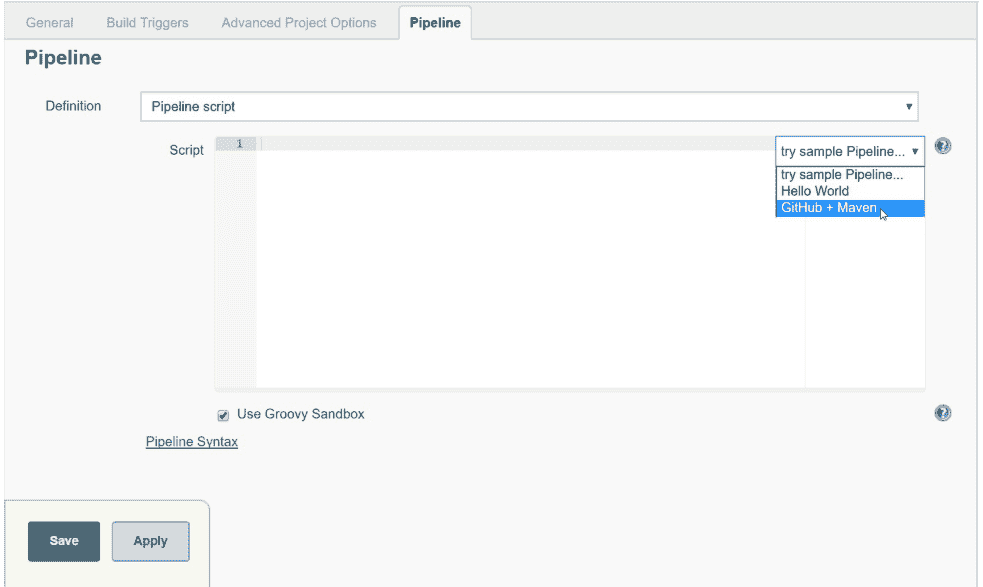 General Build Triggers Advanced Project Options Pipeline
Pipeline
Definition Pipeline script
Script 1 try sample Pipeline...
try sample Pipeline...
Hello World
GitHub + Maven
Use Groovy Sandbox
Pipeline Syntax
Save Apply